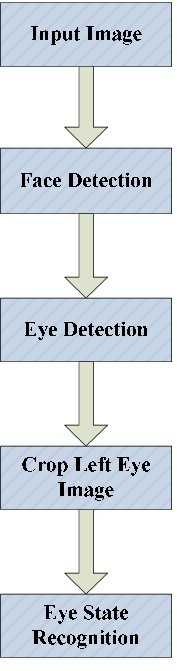 Input Image
Face Detection
Eye Detection
Crop Left Eye
Image
Eye State
Recognition